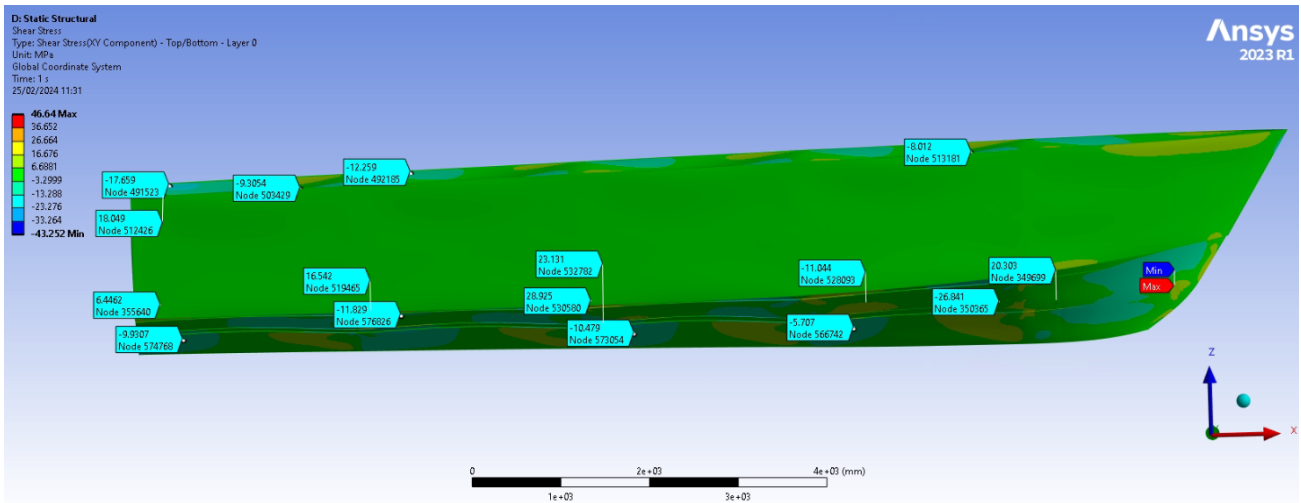 D: Static Structural
Shear Stress
Type: Shear Stress(XY Component) - Top/Bottom - Layer 0
Unit: MPa
Global Coordinate System
Time: 1 s
25/02/2024 11:31
Ansys
2023 R1
46.64 Max
36.652
26.664
16.676
6.6881
-3.2999
-13.288
-23.276
-33.264
-43.252 Min
-8.012
Node 513181
-12.259
Node 492185
-17.659
Node 491523
-9.3054
Node 503429
18.049
Node 512426
23.131
Node 532782
-11.044
Node 528093
20.303
Node 349699
Min
Max
16.542
Node 519465
6.4462
Node 355640
28.925
Node 530580
-26.841
Node 350365
-11.829
Node 576826
-9.9307
Node 574768
-10.479
Node 573054
-5.707
Node 566742
Z
X
0
2e+03
4e+03 (mm)
1e+03
3e+03